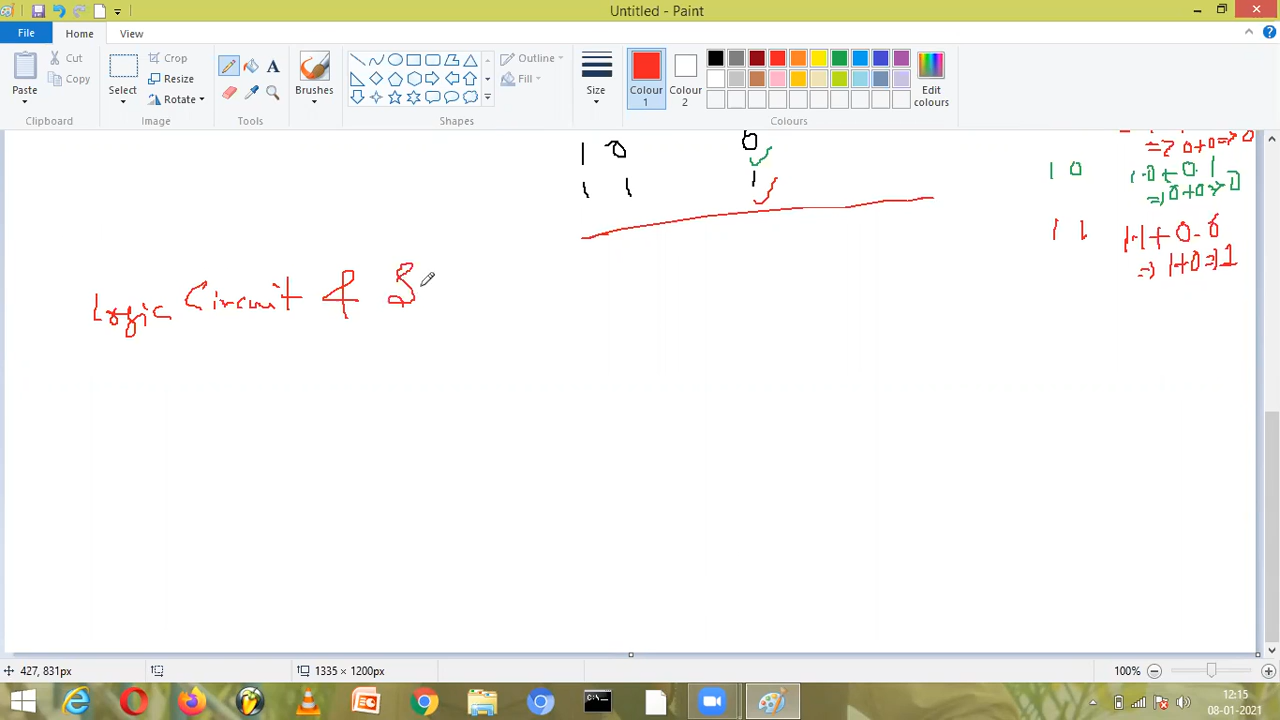 Untitled - Paint
File Home View
Paste
Cut
Copy
Clipboard
Select
Crop
Resize
Rotate
Image
Tools
Brushes
Shapes
Outline
Fill
Size
Colour 1
Colour 2
Edit colours
Colours
1 0 0
1 1 1
=> 0+0=> 0
1 0 1.0+0.1
=> 0+0=> 0
1 1 1.1+0.0
=> 1+0=> 1
Logic Circuit & S
427, 831px
1335 × 1200px
100%
12:15
08-01-2021